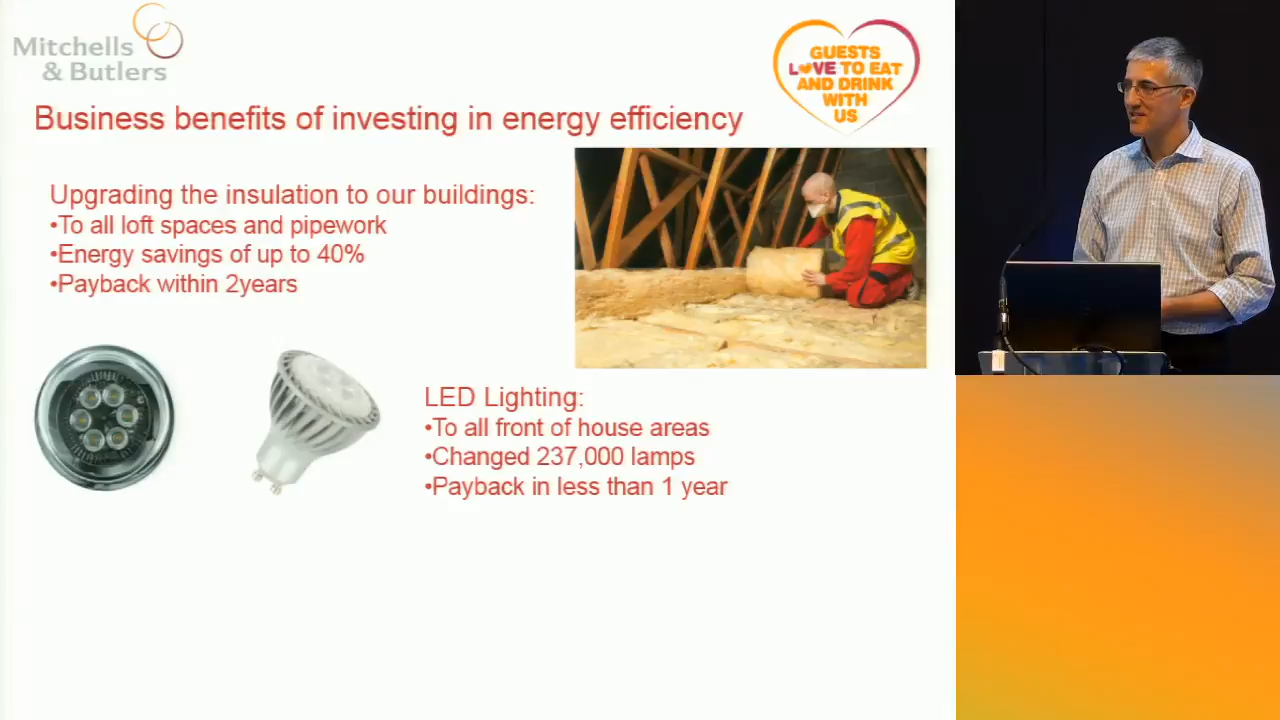 Mitchells
& Butlers
GUESTS
LOVE TO EAT
AND DRINK
WITH
US
Business benefits of investing in energy efficiency
Upgrading the insulation to our buildings:
•To all loft spaces and pipework
•Energy savings of up to 40%
•Payback within 2years
LED Lighting:
•To all front of house areas
•Changed 237,000 lamps
•Payback in less than 1 year